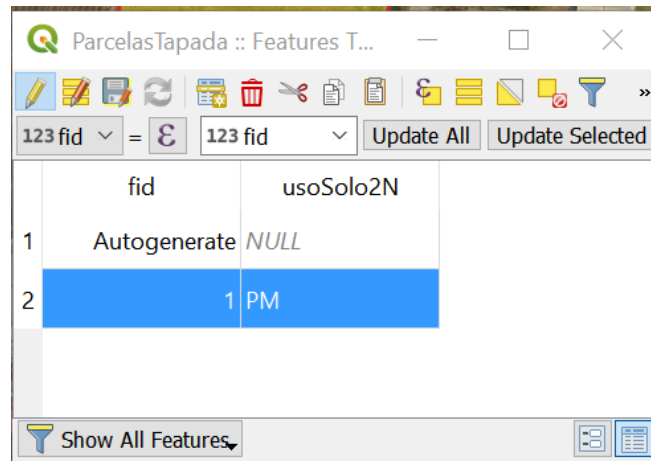 ParcelasTapada :: Features T...
123 fid = ε 123 fid Update All Update Selected
fid usoSolo2N
1 Autogenerate NULL
2 1 PM
Show All Features